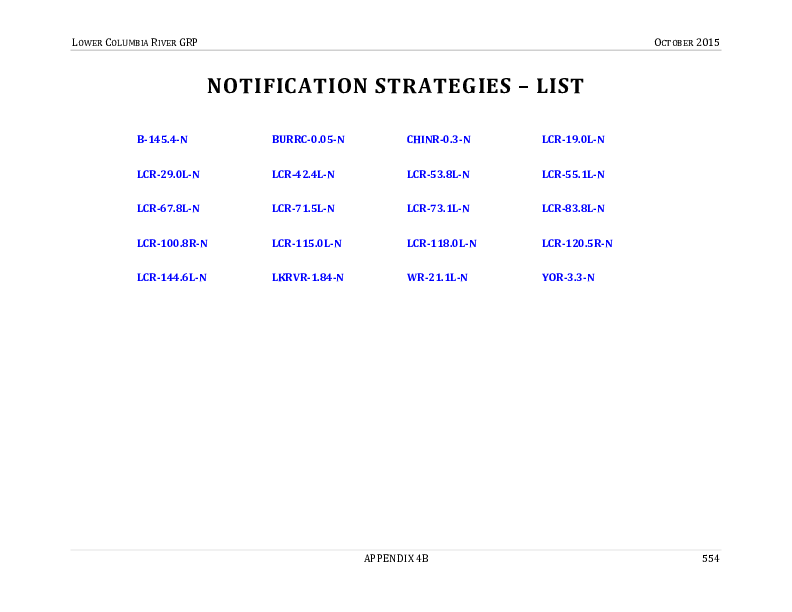 LOWER COLUMBIA RIVER GRP OCTOBER 2015
NOTIFICATION STRATEGIES – LIST
B-145.4-N BURRC-0.05-N CHINR-0.3-N LCR-19.0L-N
LCR-29.0L-N LCR-42.4L-N LCR-53.8L-N LCR-55.1L-N
LCR-67.8L-N LCR-71.5L-N LCR-73.1L-N LCR-83.8L-N
LCR-100.8R-N LCR-115.0L-N LCR-118.0L-N LCR-120.5R-N
LCR-144.6L-N LKRVR-1.84-N WR-21.1L-N YOR-3.3-N
APPENDIX 4B 554